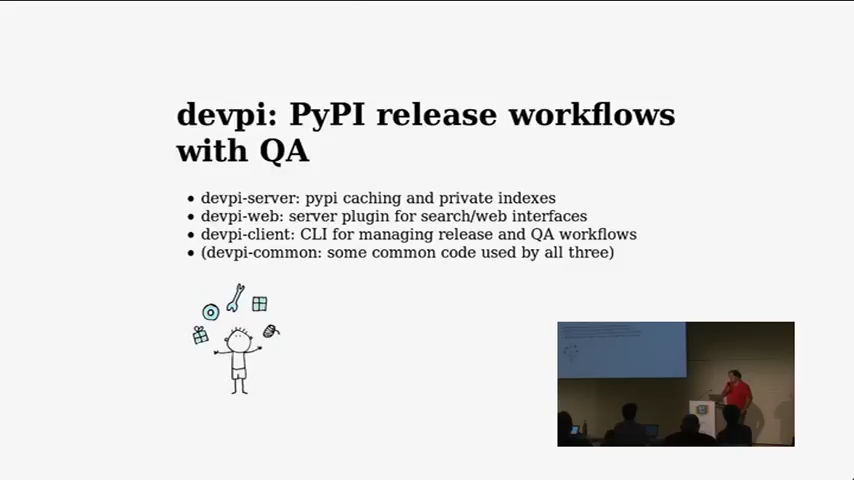 devpi: PyPI release workflows
with QA
devpi-server: pypi caching and private indexes
devpi-web: server plugin for search/web interfaces
devpi-client: CLI for managing release and QA workflows
(devpi-common: some common code used by all three)